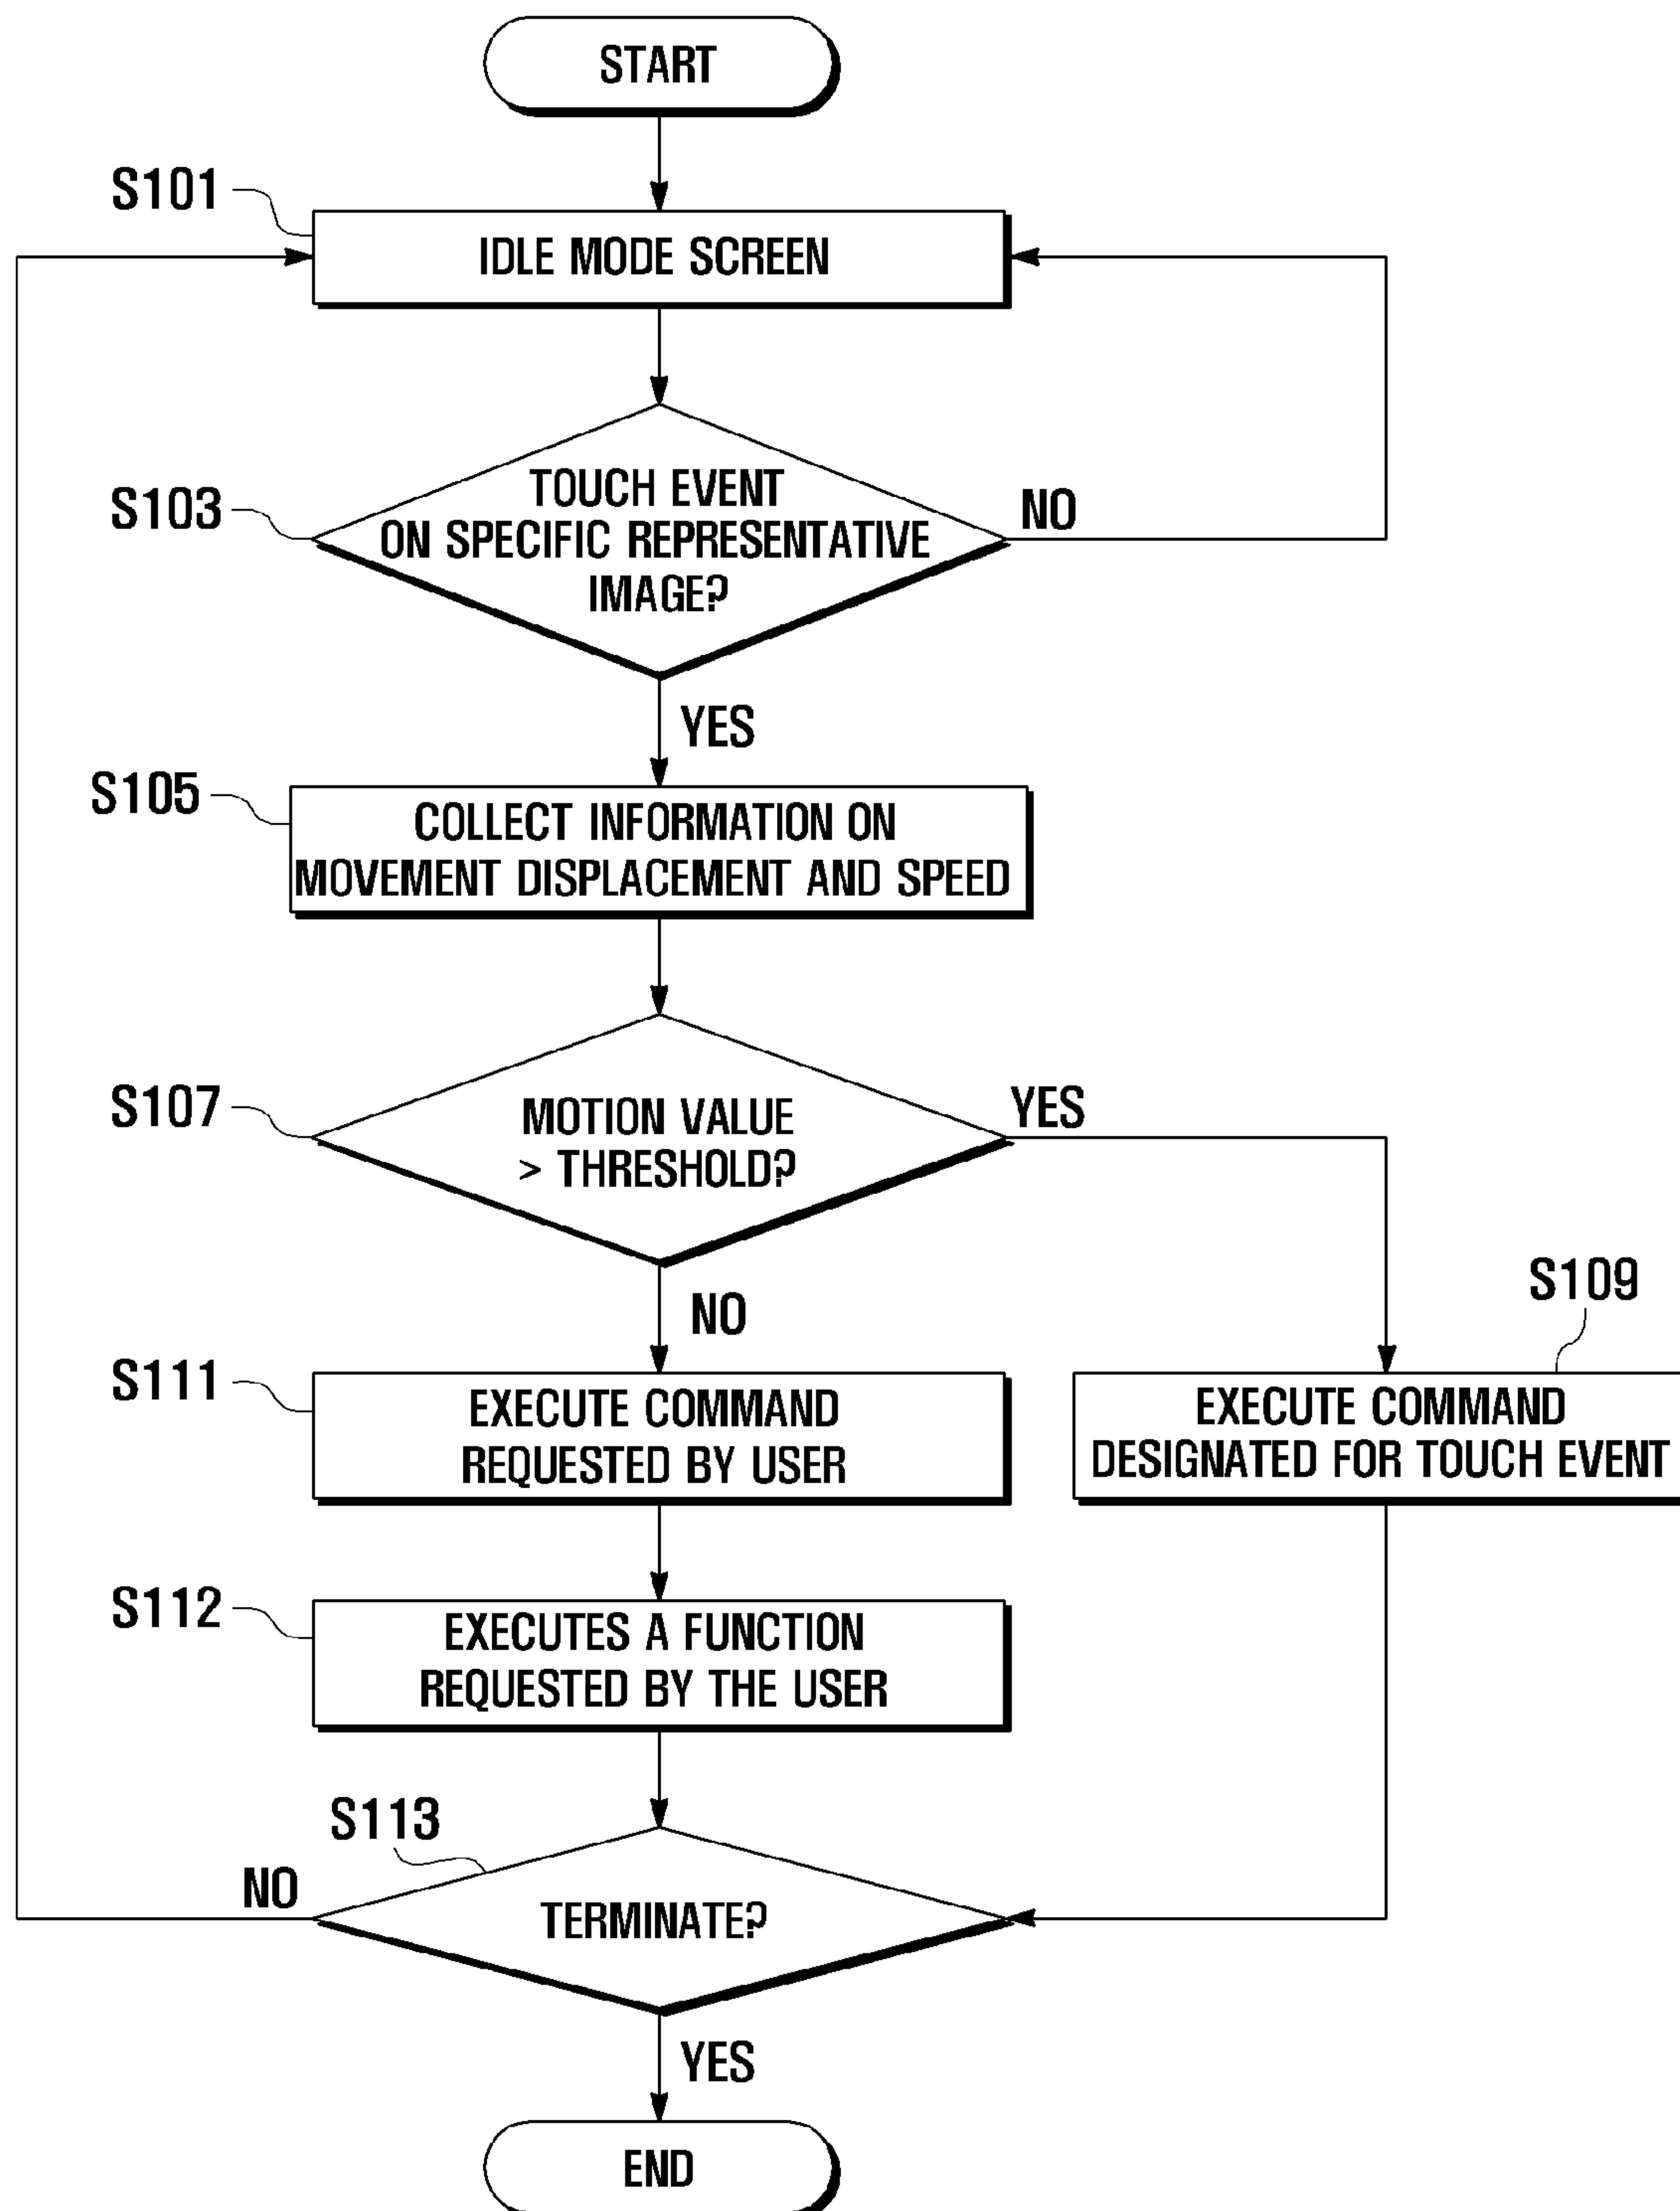 START
S101
IDLE MODE SCREEN
S103
TOUCH EVENT
ON SPECIFIC REPRESENTATIVE
IMAGE?
NO
YES
S105
COLLECT INFORMATION ON
MOVEMENT DISPLACEMENT AND SPEED
S107
MOTION VALUE
> THRESHOLD?
YES
NO
S109
EXECUTE COMMAND
DESIGNATED FOR TOUCH EVENT
S111
EXECUTE COMMAND
REQUESTED BY USER
S112
EXECUTES A FUNCTION
REQUESTED BY THE USER
S113
NO
TERMINATE?
YES
END